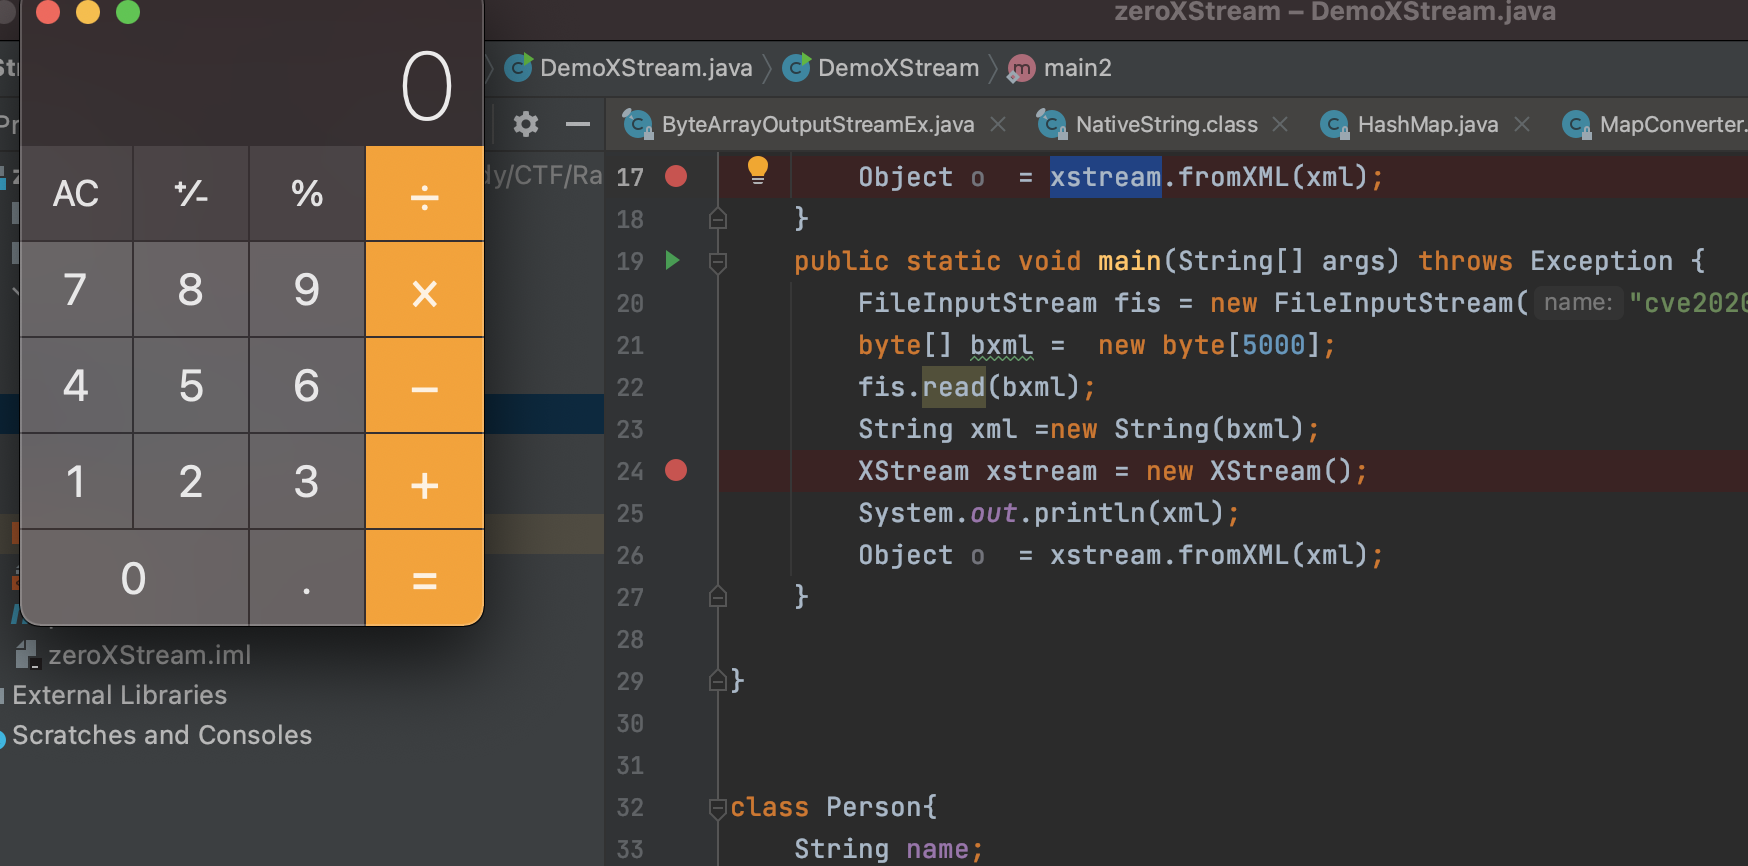 zeroXStream – DemoXStream.java
DemoXStream.java
DemoXStream
main2
ByteArrayOutputStreamEx.java
NativeString.class
HashMap.java
MapConverter.
0
AC
+⁄-
%
÷
7
8
9
×
4
5
6
−
1
2
3
+
0
.
=
dy/CTF/Ra
zeroXStream.iml
External Libraries
Scratches and Consoles
17 Object o = xstream.fromXML(xml);
18 }
19 public static void main(String[] args) throws Exception {
20 FileInputStream fis = new FileInputStream( name: "cve2020
21 byte[] bxml = new byte[5000];
22 fis.read(bxml);
23 String xml =new String(bxml);
24 XStream xstream = new XStream();
25 System.out.println(xml);
26 Object o = xstream.fromXML(xml);
27 }
28
29 }
30
31
32 class Person{
33 String name;